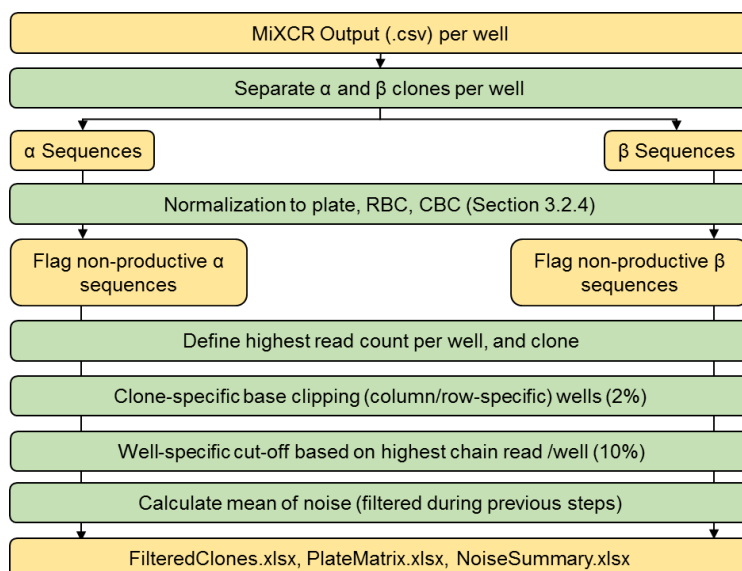 MiXCR Output (.csv) per well
Separate α and β clones per well
α Sequences
β Sequences
Normalization to plate, RBC, CBC (Section 3.2.4)
Flag non-productive α
sequences
Flag non-productive β
sequences
Define highest read count per well, and clone
Clone-specific base clipping (column/row-specific) wells (2%)
Well-specific cut-off based on highest chain read /well (10%)
Calculate mean of noise (filtered during previous steps)
FilteredClones.xlsx, PlateMatrix.xlsx, NoiseSummary.xlsx